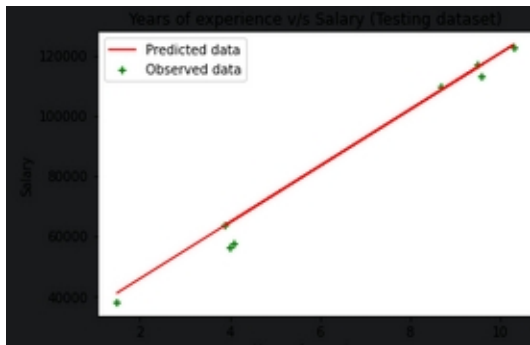 Years of experience v/s Salary (Testing dataset)
Predicted data
Observed data
120000
100000
80000
60000
40000
Salary
2
4
6
8
10